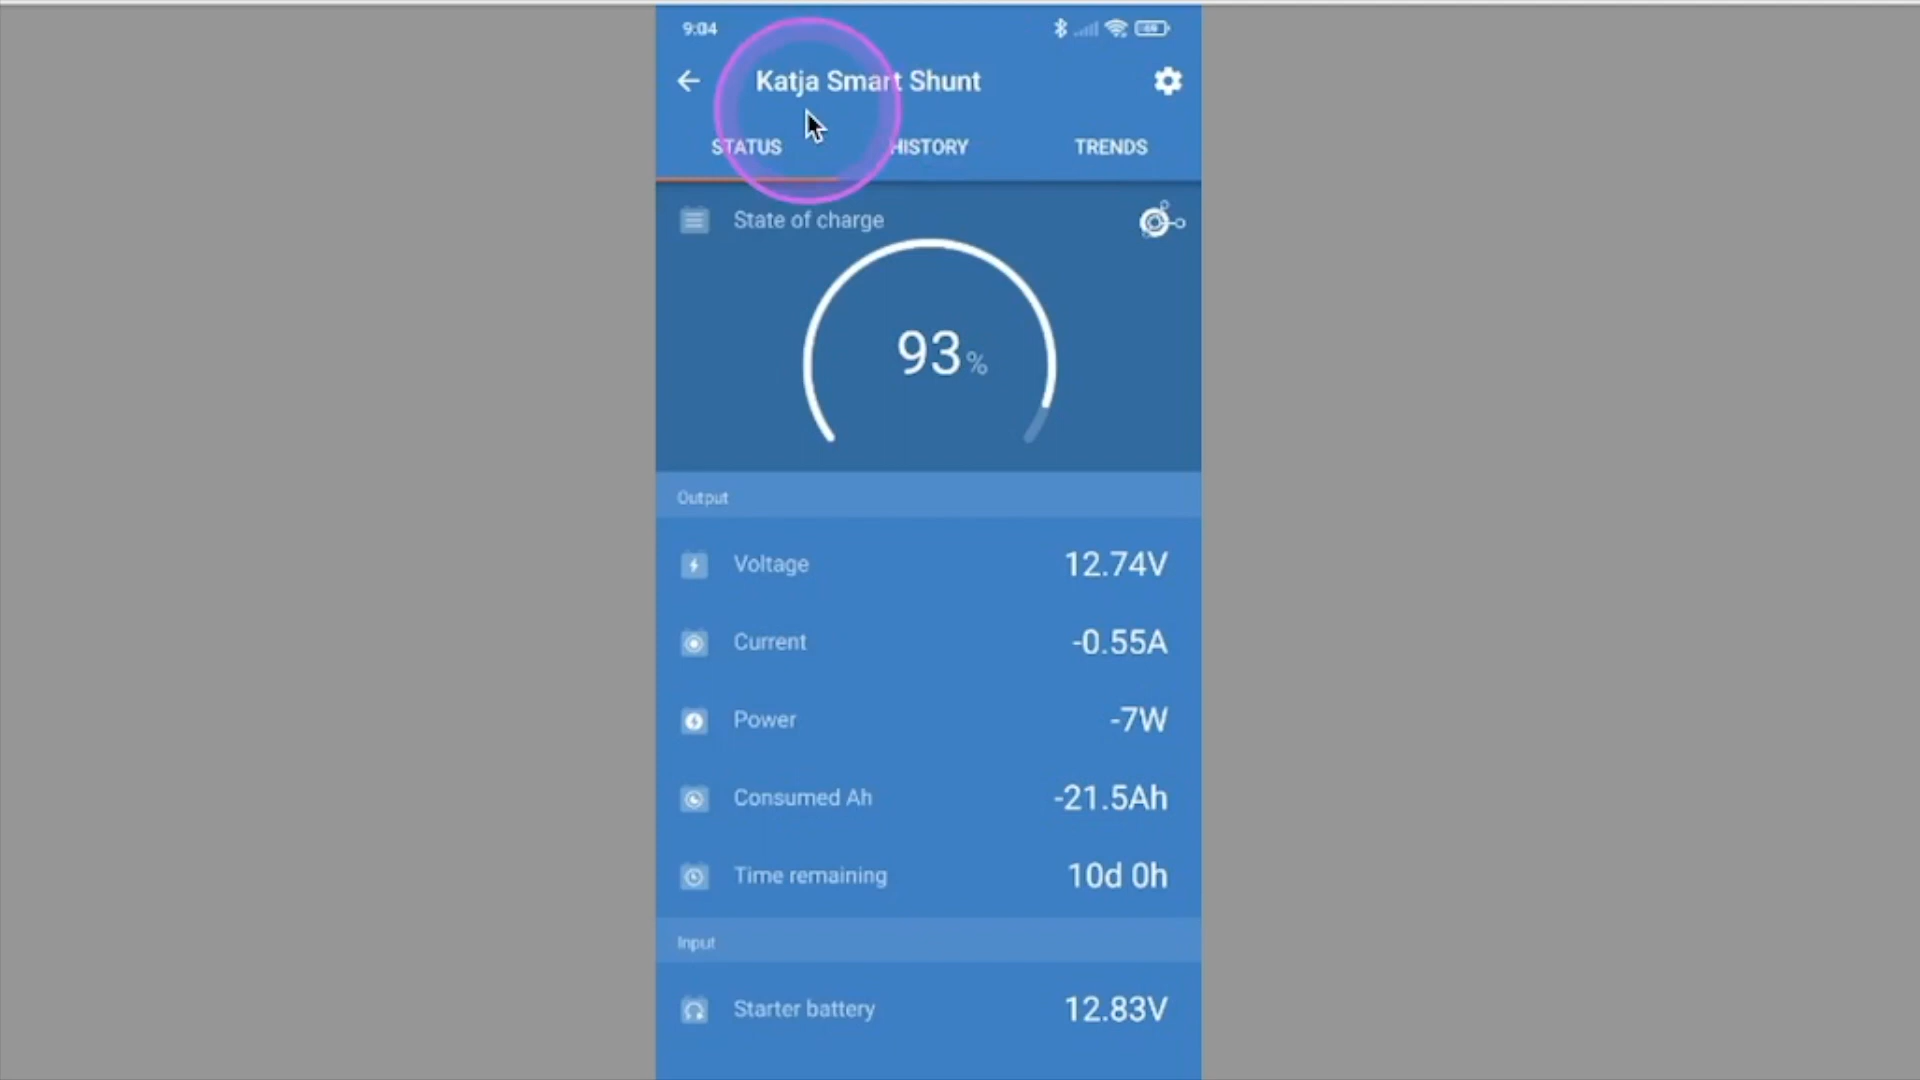 9:04
Katja Smart Shunt
STATUS HISTORY TRENDS
State of charge
93%
Output
Voltage 12.74V
Current -0.55A
Power -7W
Consumed Ah -21.5Ah
Time remaining 10d 0h
Input
Starter battery 12.83V